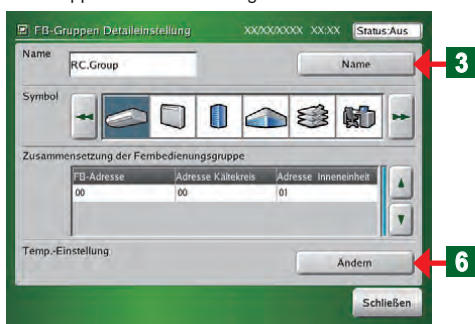 FB-Gruppen Detaileinstellung XX/XX/XXXX XX:XX Status:Aus
Name
RC.Group Name 3
Symbol
Zusammensetzung der Fernbedienungsgruppe
FB-Adresse Adresse Kältekreis Adresse Inneneinheit
00 00 01
Temp.-Einstellung
Ändern 6
Schließen